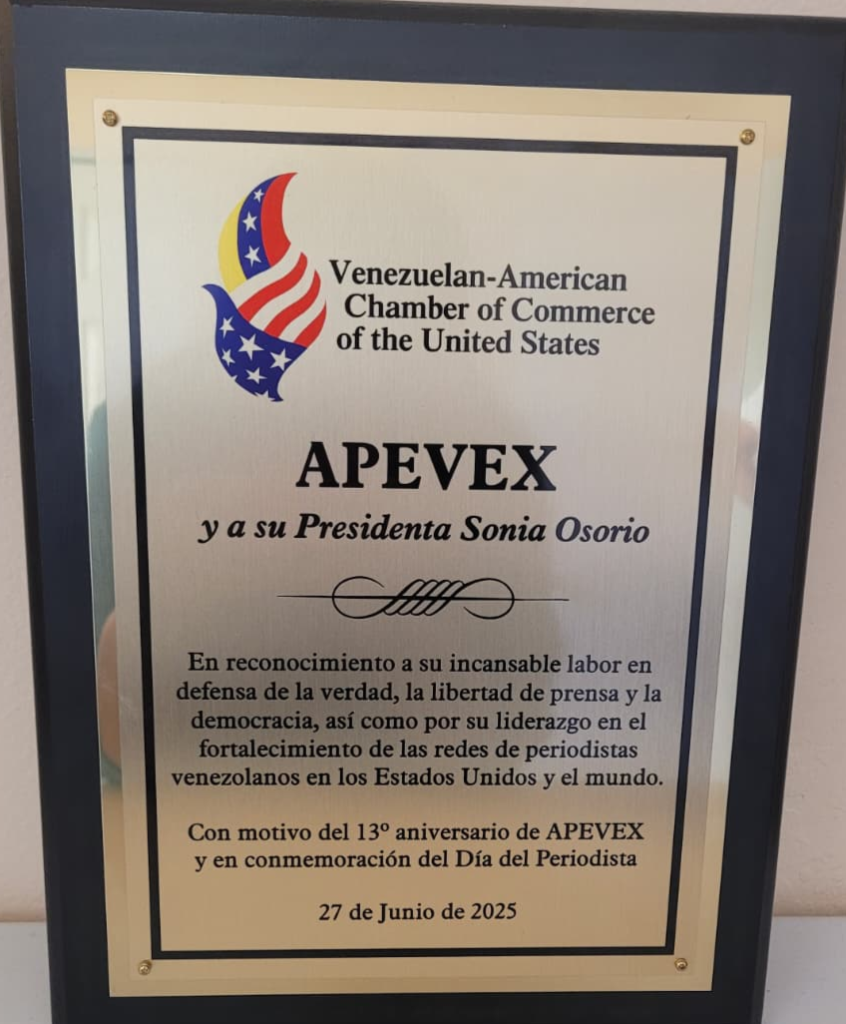 Venezuelan-American
Chamber of Commerce
of the United States
APEVEX
y a su Presidenta Sonia Osorio
En reconocimiento a su incansable labor en
defensa de la verdad, la libertad de prensa y la
democracia, así como por su liderazgo en el
fortalecimiento de las redes de periodistas
venezolanos en los Estados Unidos y el mundo.
Con motivo del 13º aniversario de APEVEX
y en conmemoración del Día del Periodista
27 de Junio de 2025